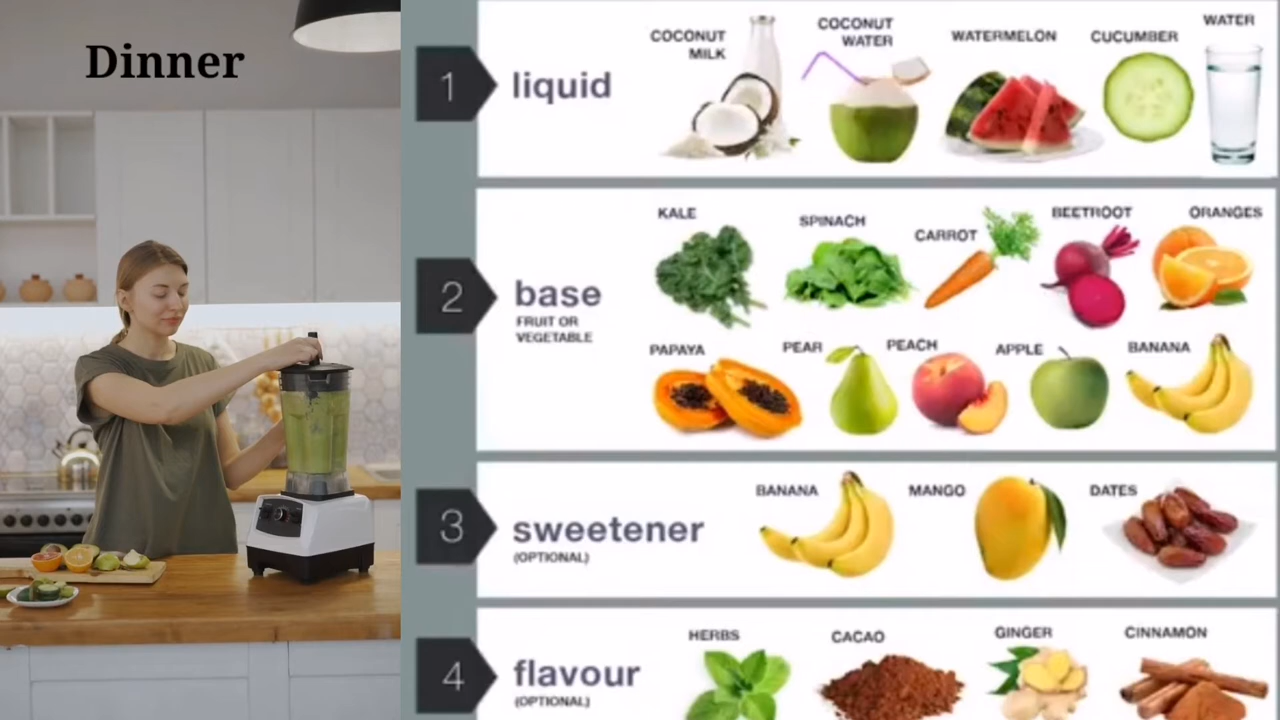 Dinner
1
liquid
COCONUT
MILK
COCONUT
WATER
WATERMELON
CUCUMBER
WATER
2
base
FRUIT OR
VEGETABLE
KALE
SPINACH
CARROT
BEETROOT
ORANGES
PAPAYA
PEAR
PEACH
APPLE
BANANA
3
sweetener
(OPTIONAL)
BANANA
MANGO
DATES
4
flavour
(OPTIONAL)
HERBS
CACAO
GINGER
CINNAMON